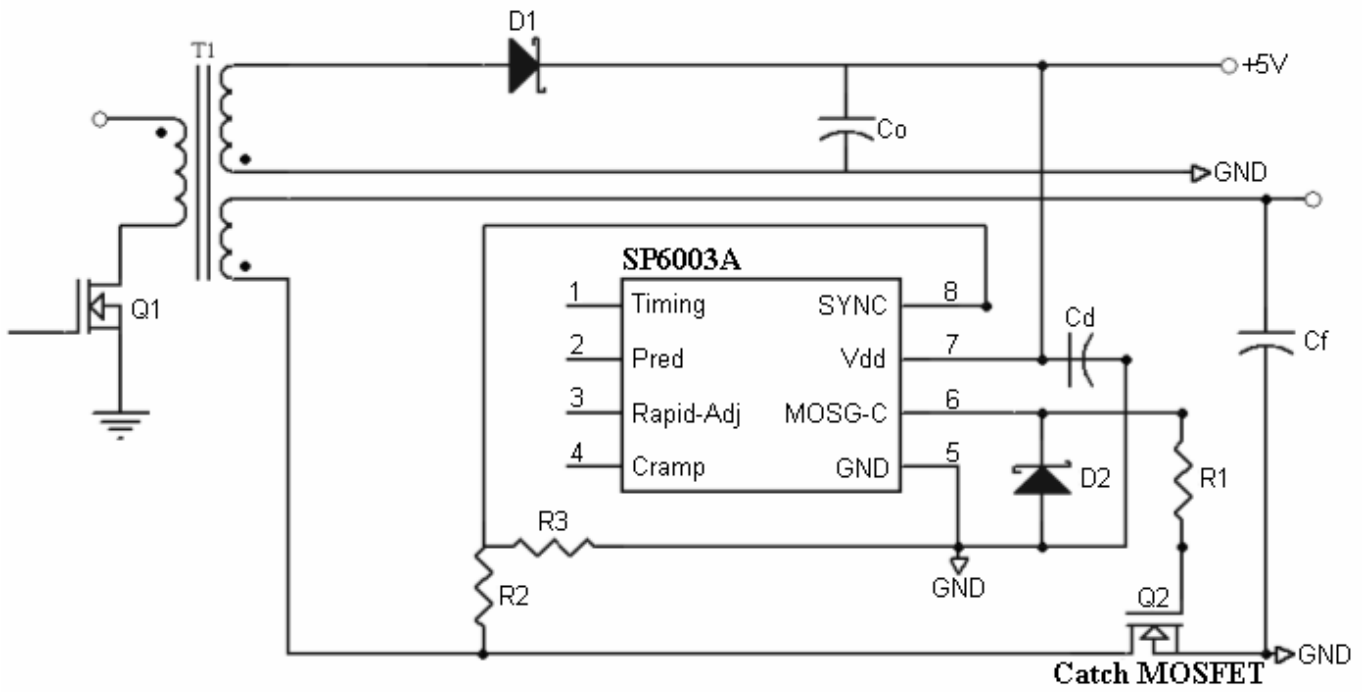 D1
T1
+5V
Co
GND
SP6003A
Q1
1 Timing SYNC 8
Cd
2 Pred Vdd 7
Cf
3 Rapid-Adj MOSG-C 6
4 Cramp GND 5
D2
R1
R3
GND
R2
Q2
GND
Catch MOSFET